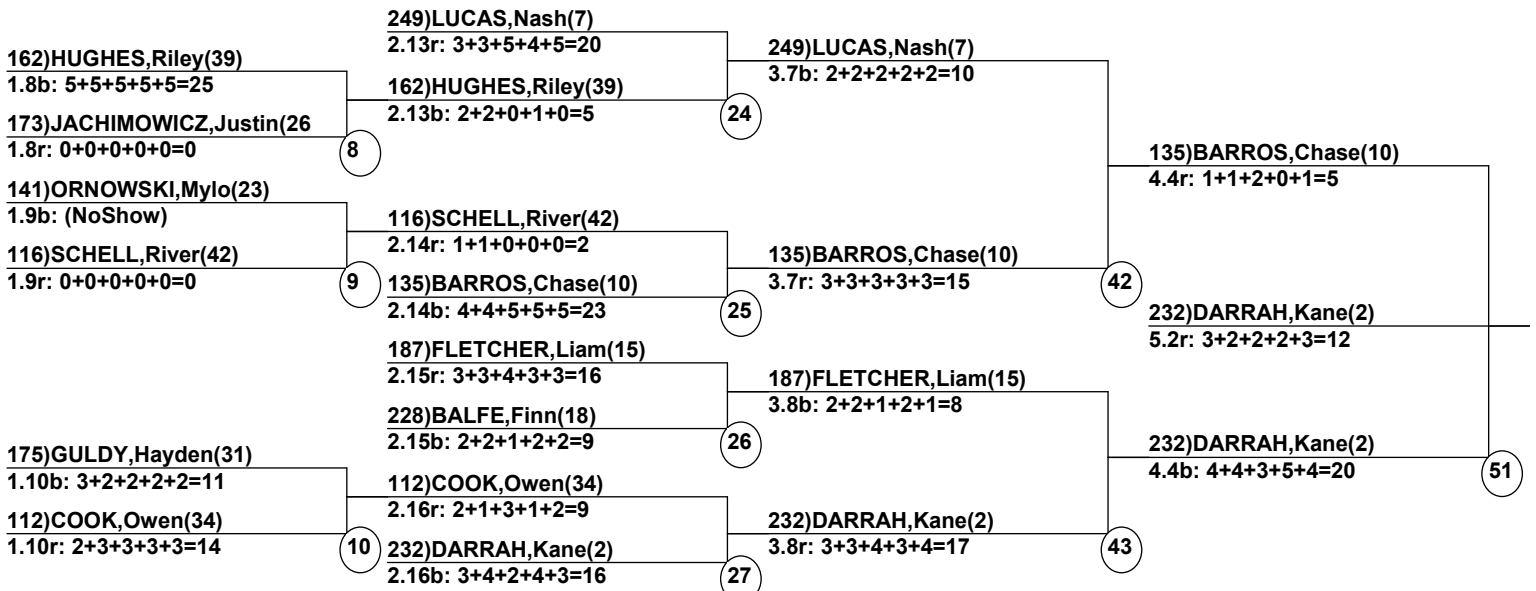 162)HUGHES,Riley(39)
1.8b: 5+5+5+5+5=25
173)JACHIMOWICZ,Justin(26
1.8r: 0+0+0+0+0=0
8
141)ORNOWSKI,Mylo(23)
1.9b: (NoShow)
116)SCHELL,River(42)
1.9r: 0+0+0+0+0=0
9
175)GULDY,Hayden(31)
1.10b: 3+2+2+2+2=11
112)COOK,Owen(34)
1.10r: 2+3+3+3+3=14
10
249)LUCAS,Nash(7)
2.13r: 3+3+5+4+5=20
162)HUGHES,Riley(39)
2.13b: 2+2+0+1+0=5
24
116)SCHELL,River(42)
2.14r: 1+1+0+0+0=2
135)BARROS,Chase(10)
2.14b: 4+4+5+5+5=23
25
187)FLETCHER,Liam(15)
2.15r: 3+3+4+3+3=16
228)BALFE,Finn(18)
2.15b: 2+2+1+2+2=9
26
112)COOK,Owen(34)
2.16r: 2+1+3+1+2=9
232)DARRAH,Kane(2)
2.16b: 3+4+2+4+3=16
27
249)LUCAS,Nash(7)
3.7b: 2+2+2+2+2=10
135)BARROS,Chase(10)
3.7r: 3+3+3+3+3=15
42
187)FLETCHER,Liam(15)
3.8b: 2+2+1+2+1=8
232)DARRAH,Kane(2)
3.8r: 3+3+4+3+4=17
43
135)BARROS,Chase(10)
4.4r: 1+1+2+0+1=5
232)DARRAH,Kane(2)
5.2r: 3+2+2+2+3=12
232)DARRAH,Kane(2)
4.4b: 4+4+3+5+4=20
51